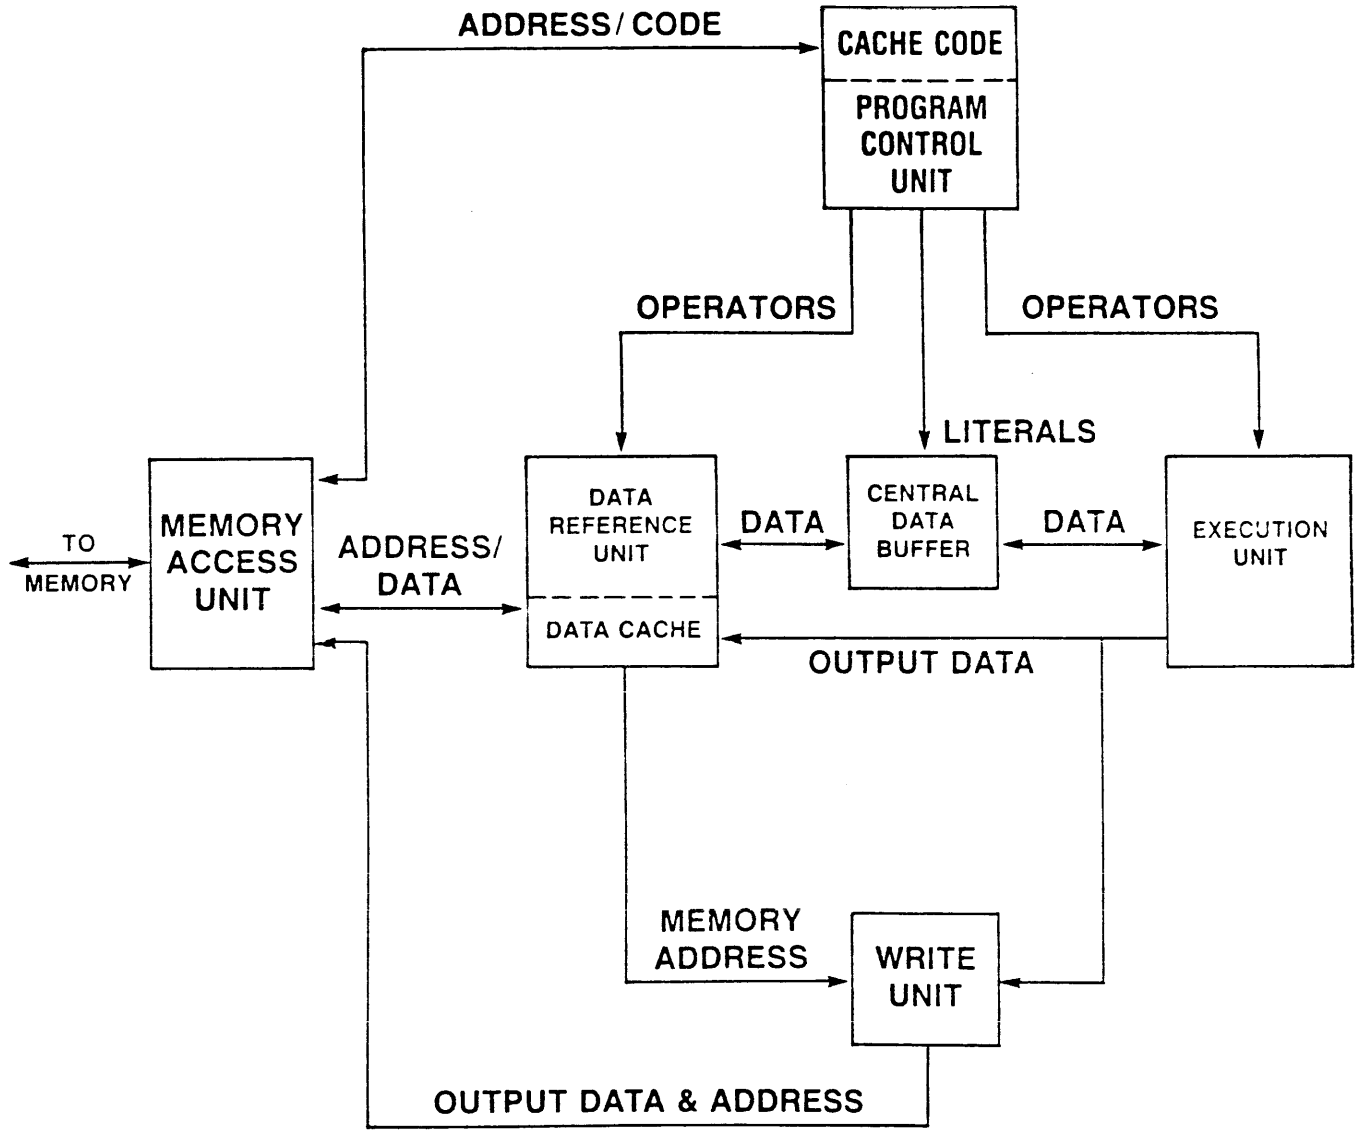 ADDRESS/CODE
CACHE CODE
PROGRAM
CONTROL
UNIT
OPERATORS
OPERATORS
LITERALS
MEMORY
ACCESS
UNIT
TO
MEMORY
ADDRESS/
DATA
DATA
REFERENCE
UNIT
DATA CACHE
DATA
CENTRAL
DATA
BUFFER
DATA
EXECUTION
UNIT
OUTPUT DATA
MEMORY
ADDRESS
WRITE
UNIT
OUTPUT DATA & ADDRESS